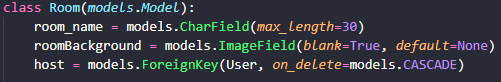 class Room(models.Model):
    room_name = models.CharField(max_length=30)
    roomBackground = models.ImageField(blank=True, default=None)
    host = models.ForeignKey(User, on_delete=models.CASCADE)